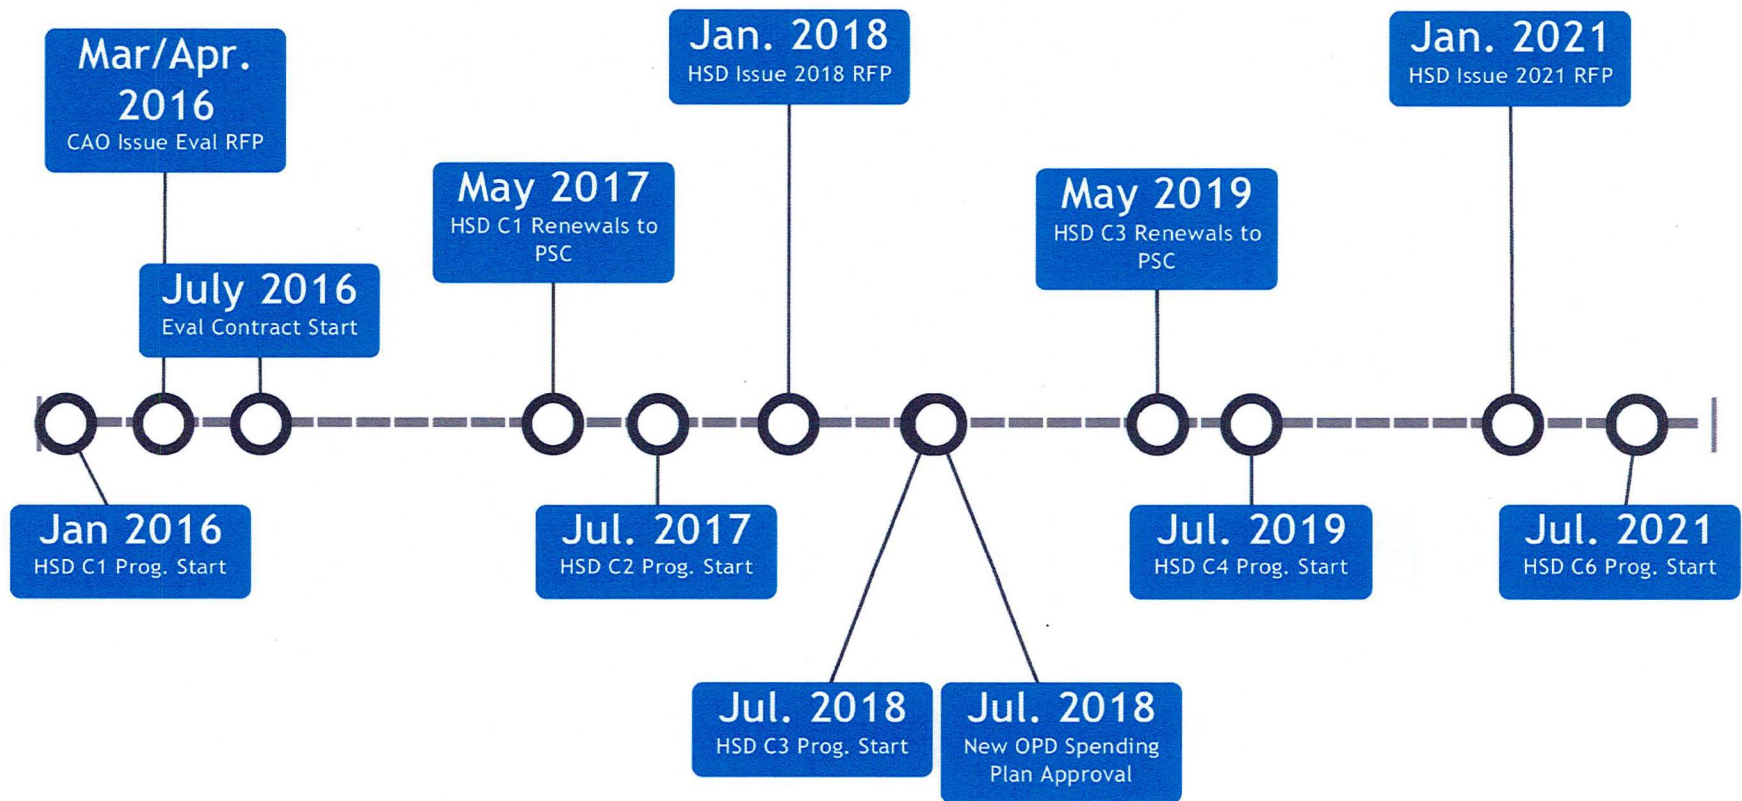 Mar/Apr.
2016
CAO Issue Eval RFP
Jan. 2018
HSD Issue 2018 RFP
Jan. 2021
HSD Issue 2021 RFP
May 2017
HSD C1 Renewals to
PSC
May 2019
HSD C3 Renewals to
PSC
July 2016
Eval Contract Start
Jan 2016
HSD C1 Prog. Start
Jul. 2017
HSD C2 Prog. Start
Jul. 2019
HSD C4 Prog. Start
Jul. 2021
HSD C6 Prog. Start
Jul. 2018
HSD C3 Prog. Start
Jul. 2018
New OPD Spending
Plan Approval